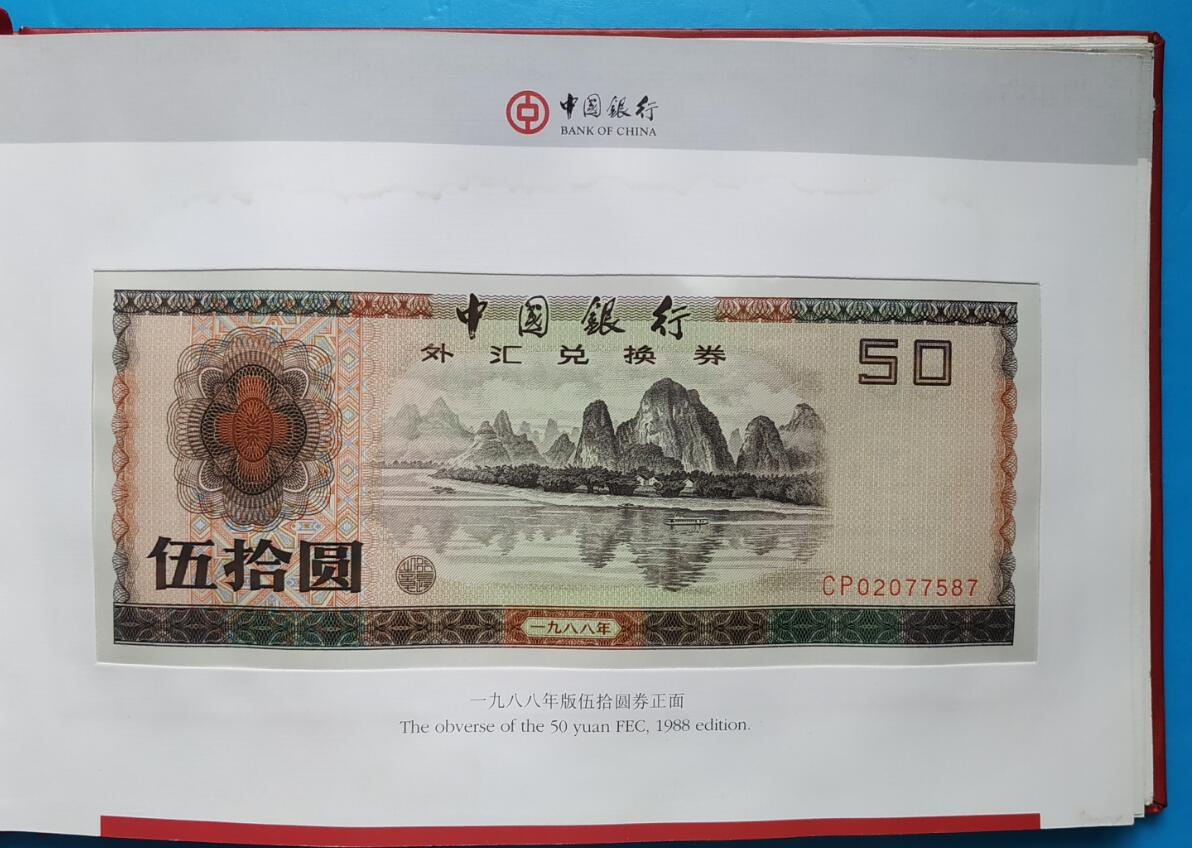 中国銀行
BANK OF CHINA
中国銀行
外汇兑换券
50
伍拾圆
CP02077587
一九八八年
一九八八年版伍拾圆券正面
The obverse of the 50 yuan FEC, 1988 edition.